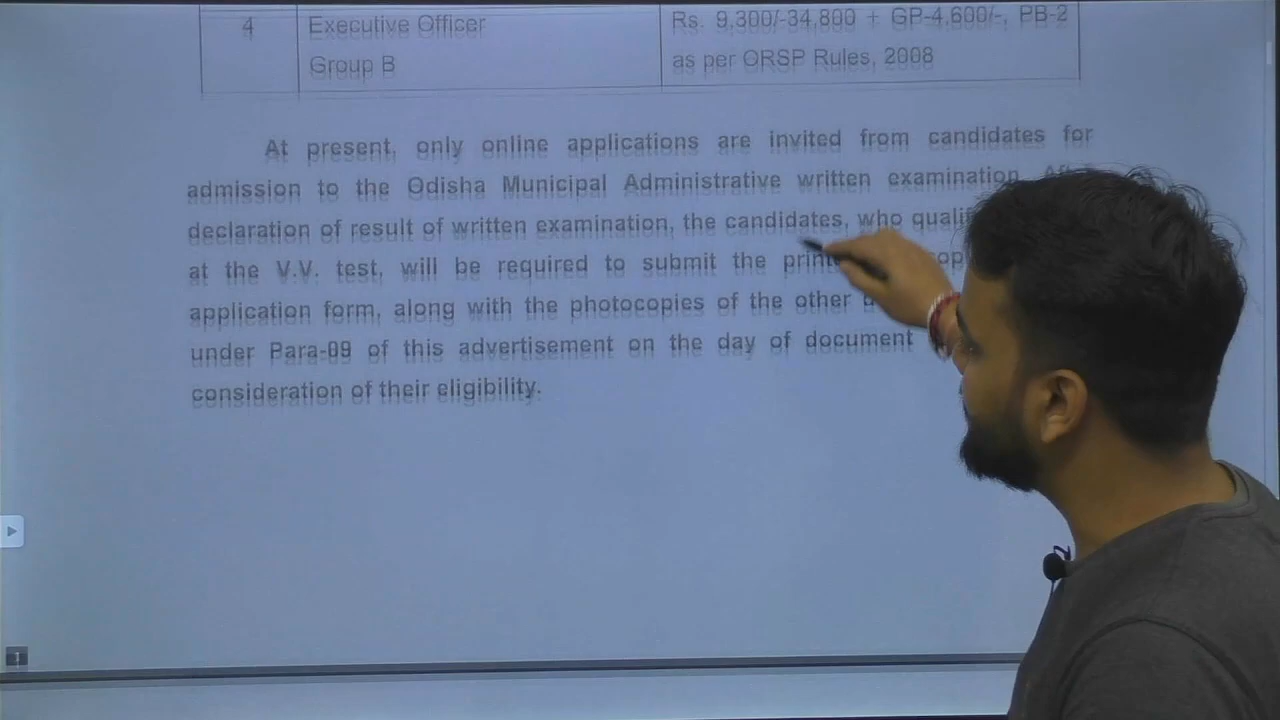 4 Executive Officer Rs. 9,300/-34,800 + GP-4,600/-, PB-2
Group B as per ORSP Rules, 2008
At present, only online applications are invited from candidates for
admission to the Odisha Municipal Administrative written examination.
declaration of result of written examination, the candidates, who
at the V.V. test, will be required to submit the
application form, along with the photocopies of the other
under Para-09 of this advertisement on the day of document
consideration of their eligibility.